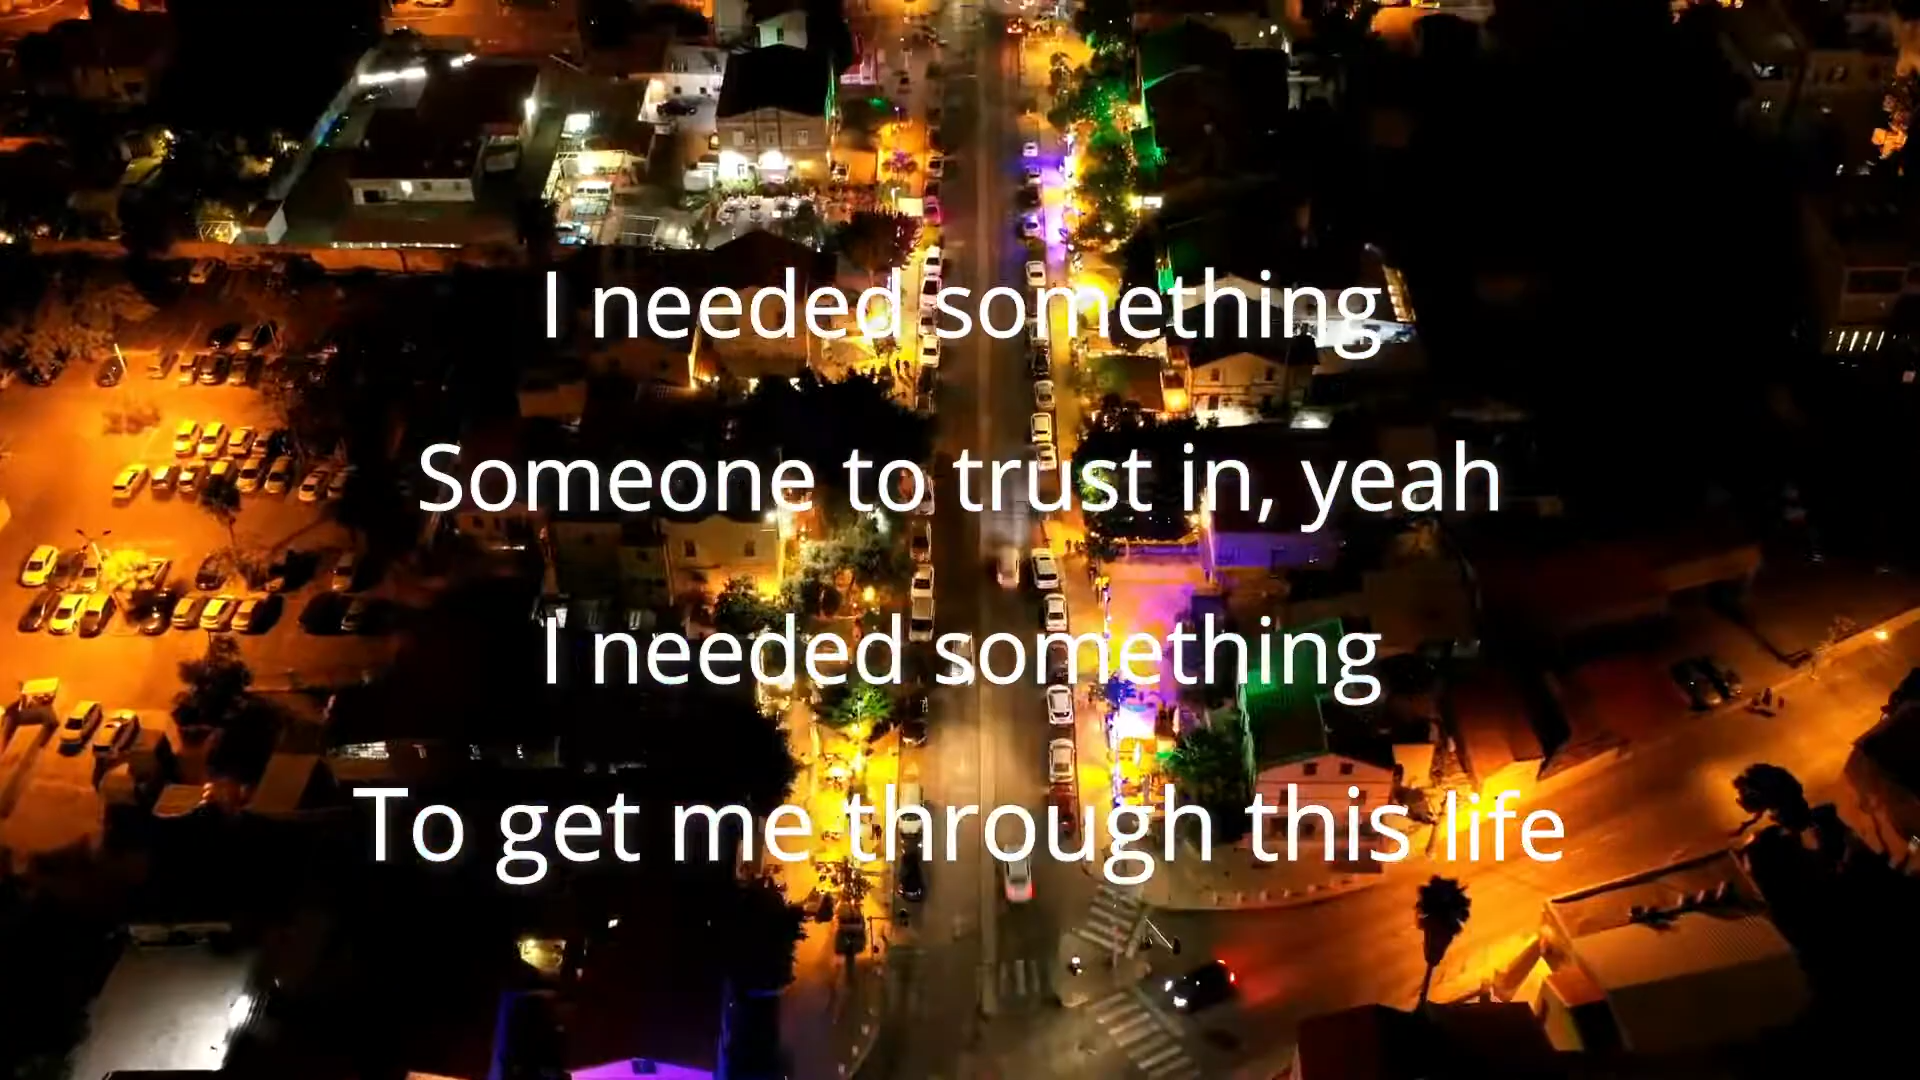 I needed something
Someone to trust in, yeah
I needed something
To get me through this life